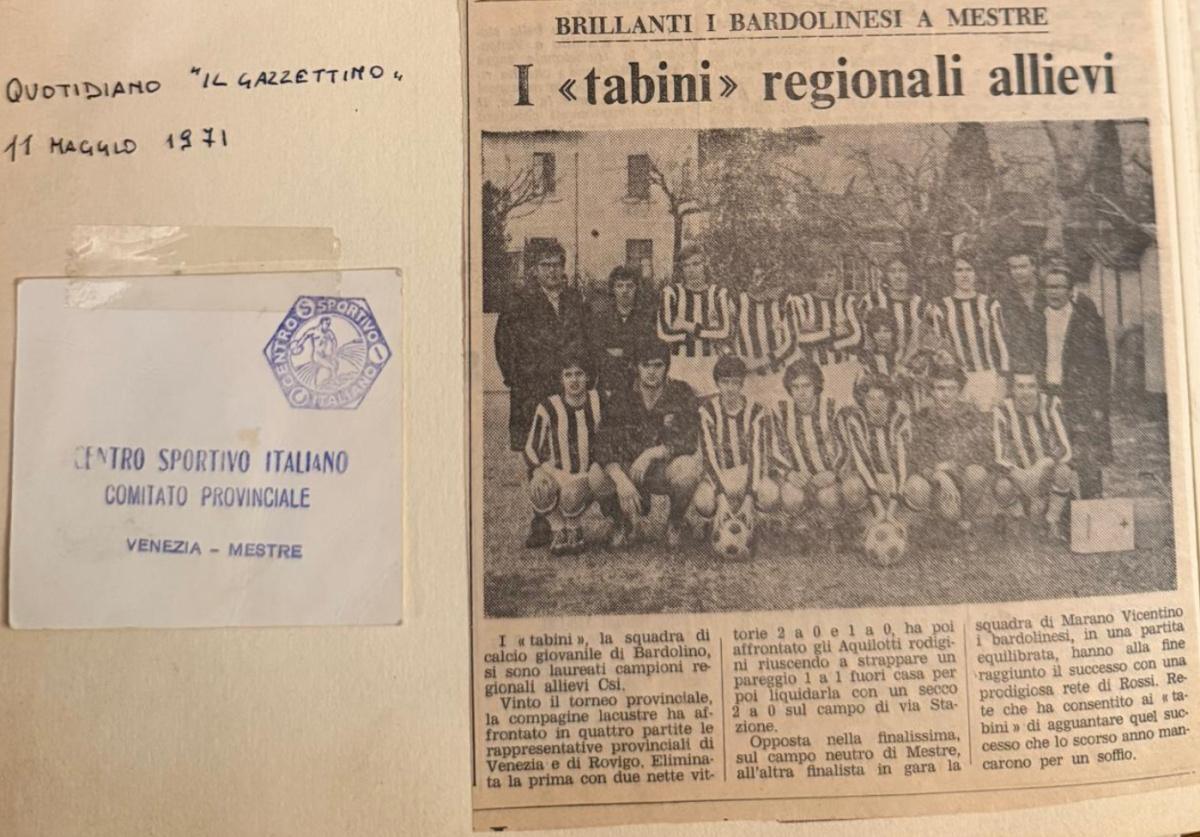 QUOTIDIANO "IL GAZZETTINO"
11 MAGGIO 1971
CENTRO SPORTIVO ITALIANO
CENTRO SPORTIVO ITALIANO
COMITATO PROVINCIALE
VENEZIA - MESTRE
BRILLANTI I BARDOLINESI A MESTRE
I «tabini» regionali allievi
I «tabini», la squadra di
calcio giovanile di Bardolino,
si sono laureati campioni re-
gionali allievi Csi.
Vinto il torneo provinciale,
la compagine lacustre ha af-
frontato in quattro partite le
rappresentative provinciali di
Venezia e di Rovigo. Elimina-
ta la prima con due nette vit-
torie 2 a 0 e 1 a 0, ha poi
affrontato gli Aquilotti rodigi-
ni riuscendo a strappare un
pareggio 1 a 1 fuori casa per
poi liquidarla con un secco
2 a 0 sul campo di via Sta-
zione.
Opposta nella finalissima,
sul campo neutro di Mestre,
all'altra finalista in gara la
squadra di Marano Vicentino
i bardolinesi, in una partita
equilibrata, hanno alla fine
raggiunto il successo con una
prodigiosa rete di Rossi. Re-
te che ha consentito ai «ta-
bini» di agguantare quel suc-
cesso che lo scorso anno man-
carono per un soffio.